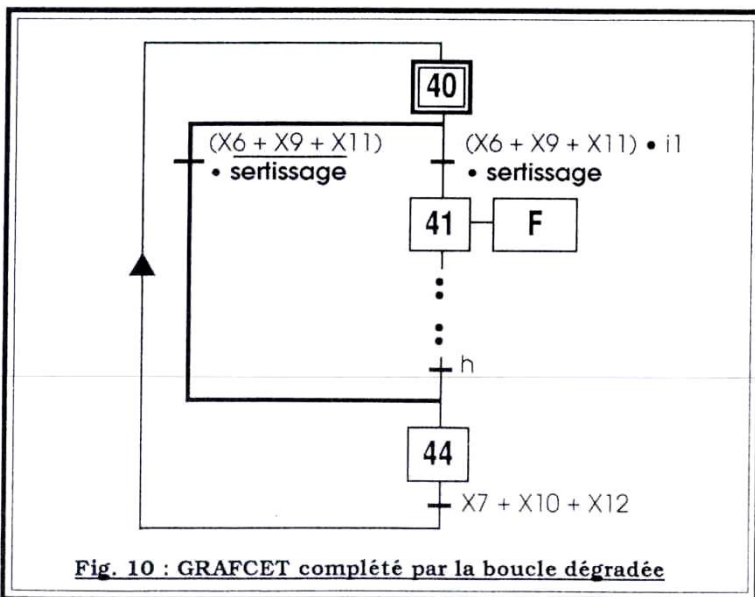 40
(X6 + X9 + X11)
• sertissage
(X6 + X9 + X11) • i1
• sertissage
41
F
h
44
X7 + X10 + X12
Fig. 10 : GRAFCET complété par la boucle dégradée